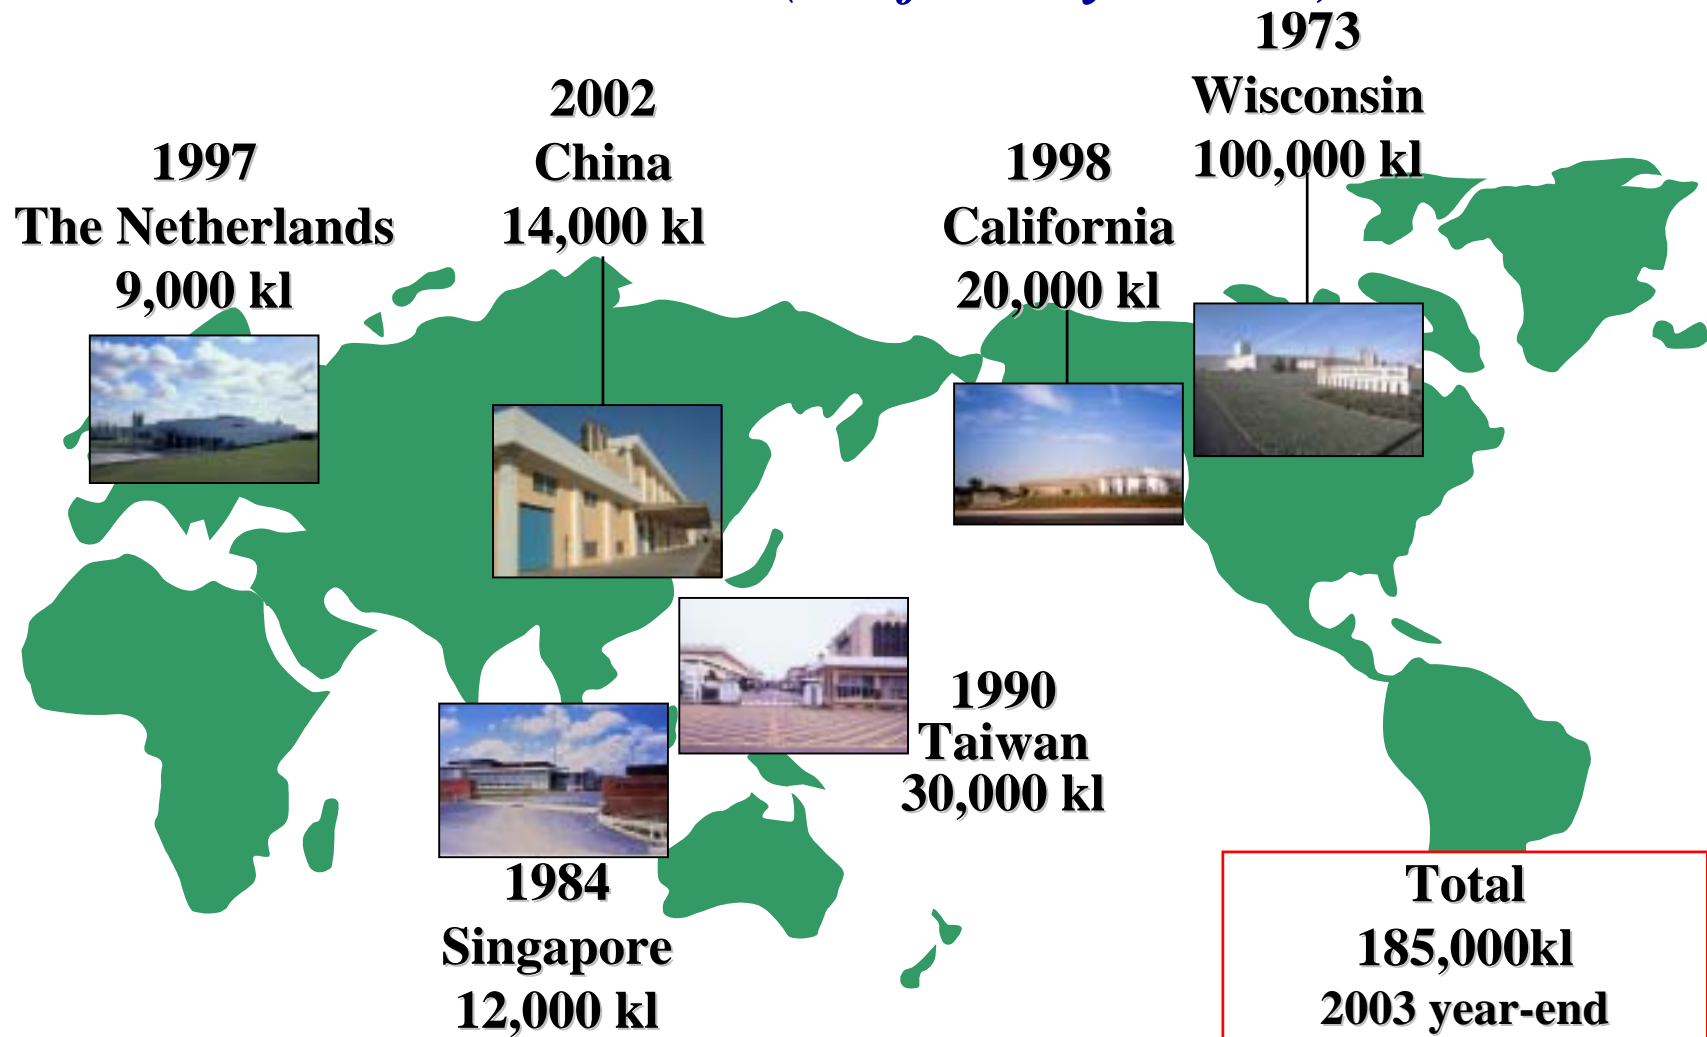 1973
Wisconsin
100,000 kl
2002
China
14,000 kl
1997
The Netherlands
9,000 kl
1998
California
20,000 kl
1990
Taiwan
30,000 kl
1984
Singapore
12,000 kl
Total
185,000kl
2003 year-end